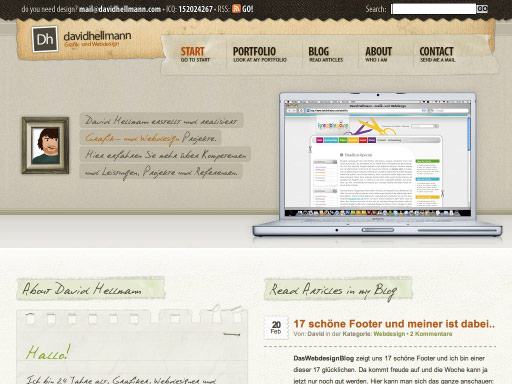 do you need design? mail@davidhellmann.com • ICQ: 152024267 • RSS: GO!
Search: GO
Dh davidhellmann
Grafik- und Webdesign
START PORTFOLIO BLOG ABOUT CONTACT
GO TO START LOOK AT MY PORTFOLIO READ ARTICLES WHO I AM SEND ME A MAIL
David Hellmann erstellt und realisiert
Grafik- und Webdesign Projekte.
Hier erfahren Sie mehr über Kompetenzen
und Leistungen, Projekte und Referenzen.
About David Hellmann
Hallo!
Ich bin 24 Jahre alt, Grafiker, Webdesigner und
Read Articles in my Blog
20
Feb
17 schöne Footer und meiner ist dabei..
Von: David in der Kategorie: Webdesign • 2 Kommentare
DasWebdesignBlog zeigt uns 17 schöne Footer und ich bin einer
dieser 17 glücklichen. Da kommt freude auf und die Woche kann ja
jetzt nur noch gut werden. Hier kann man sich das ganze anschauen: